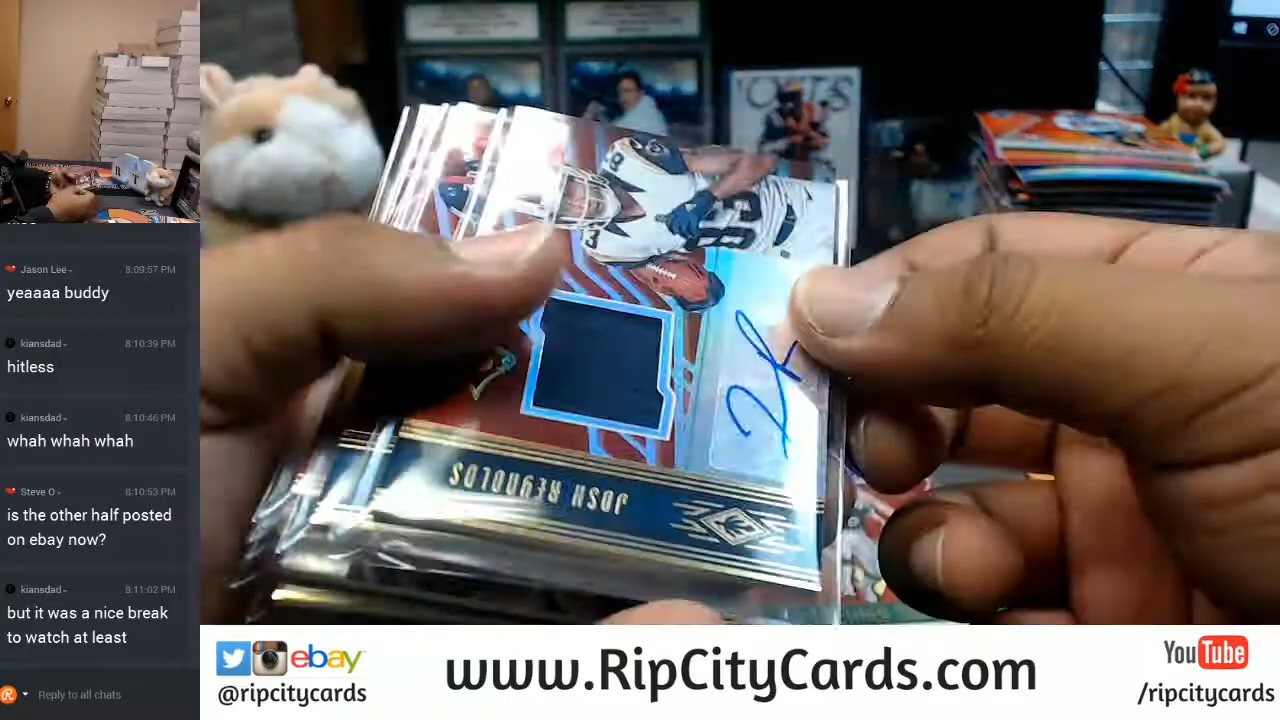 Jason Lee
8:09:57 PM
yeaaaa buddy
kiansdad
8:10:39 PM
hitless
kiansdad
8:10:46 PM
whah whah whah
Steve O
8:10:53 PM
is the other half posted
on ebay now?
kiansdad
8:11:02 PM
but it was a nice break
to watch at least
Reply to all chats
83
JOSH REYNOLDS
ebay
@ripcitycards
www.RipCityCards.com
YouTube
/ripcitycards